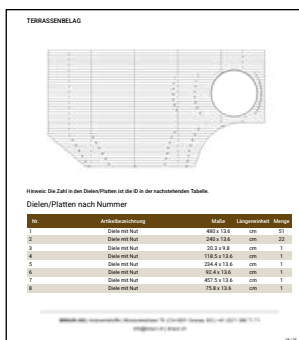 TERRASSENBELAG
Hinweis: Die Zahl in den Dielen/Platten ist die ID in der nachstehenden Tabelle.
Dielen/Platten nach Nummer
Nr. Artikelbezeichnung Maße Längeneinheit Menge
1 Diele mit Nut 480 x 13.6 cm 51
2 Diele mit Nut 240 x 13.6 cm 22
3 Diele mit Nut 20.3 x 9.8 cm 1
4 Diele mit Nut 118.5 x 13.6 cm 1
5 Diele mit Nut 234.4 x 13.6 cm 1
6 Diele mit Nut 92.4 x 13.6 cm 1
7 Diele mit Nut 457.5 x 13.6 cm 1
8 Diele mit Nut 75.8 x 13.6 cm 1